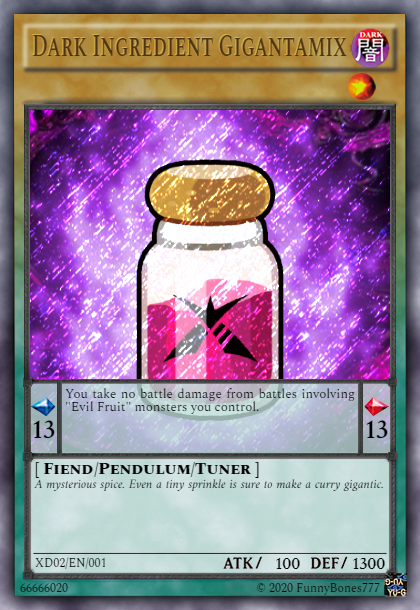 DARK INGREDIENT GIGANTAMIX
DARK
闇
You take no battle damage from battles involving
"Evil Fruit" monsters you control.
13
13
[ FIEND/PENDULUM/TUNER ]
A mysterious spice. Even a tiny sprinkle is sure to make a curry gigantic.
XD02/EN/001
ATK/ 100 DEF/ 1300
66666020
© 2020 FunnyBones777